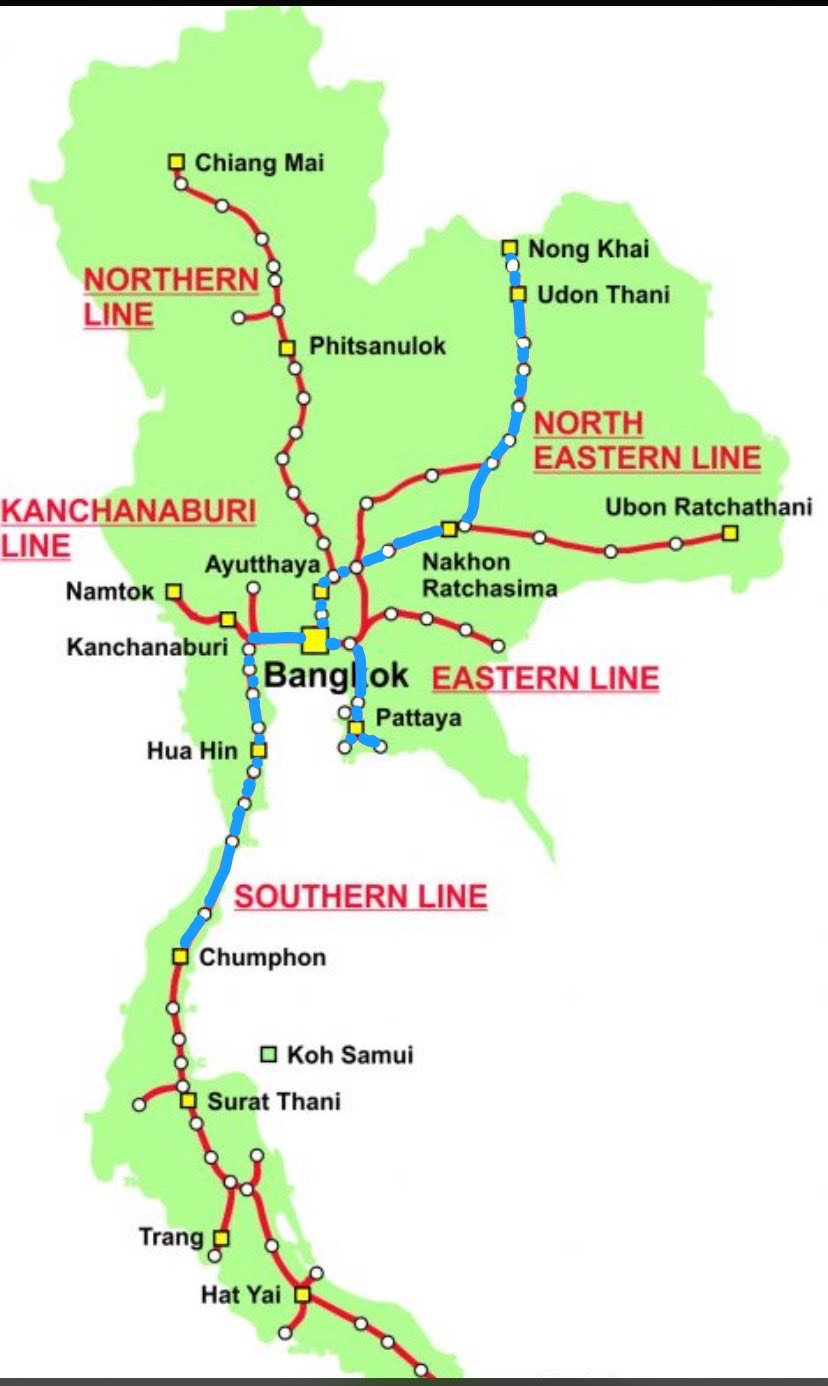 Chiang Mai
Nong Khai
NORTHERN
LINE
Udon Thani
Phitsanulok
NORTH
EASTERN LINE
KANCHANABURI
LINE
Ubon Ratchathani
Ayutthaya
Nakhon
Ratchasima
Namtok
Kanchanaburi
Bangkok
EASTERN LINE
Pattaya
Hua Hin
SOUTHERN LINE
Chumphon
Koh Samui
Surat Thani
Trang
Hat Yai